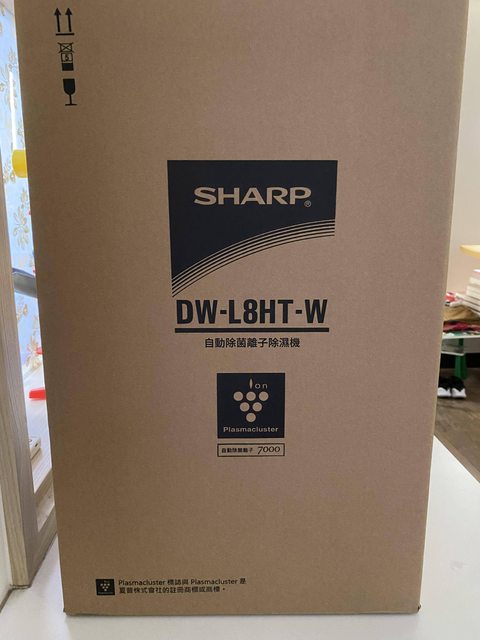 SHARP®
DW-L8HT-W
自動除菌離子除濕機
ion
Plasmacluster
自動除菌離子 7000
Plasmacluster 標誌與 Plasmacluster 是
夏普株式會社的註冊商標或商標。